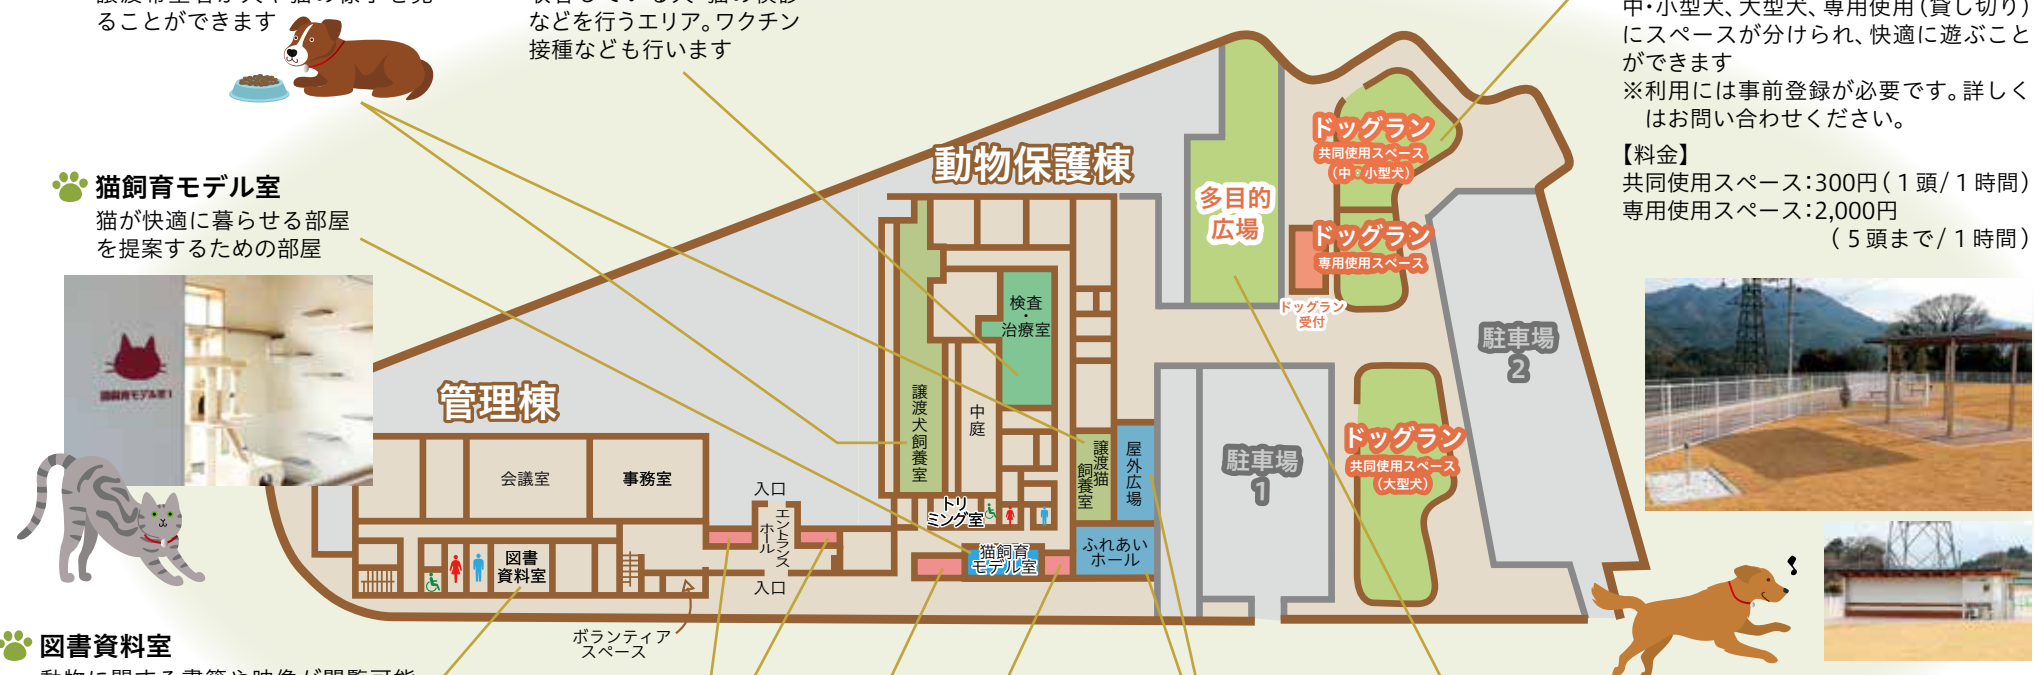 ることができます
などを行うエリア。ワクチン
接種なども行います
中・小型犬、大型犬、専用使用（貸し切り）
にスペースが分けられ、快適に遊ぶこと
ができます
※利用には事前登録が必要です。詳しく
はお問い合わせください。
【料金】
共同使用スペース：300円（１頭/１時間）
専用使用スペース：2,000円
（５頭まで/１時間）
猫飼育モデル室
猫が快適に暮らせる部屋
を提案するための部屋
動物保護棟
多目的
広場
ドッグラン
共同使用スペース
（中・小型犬）
ドッグラン
専用使用スペース
ドッグラン
受付
検査
・
治療室
駐車場
2
管理棟
譲渡犬飼養室
中庭
譲渡猫
飼養室
屋外広場
駐車場
1
ドッグラン
共同使用スペース
（大型犬）
会議室
事務室
入口
エントランス
ホール
トリ
ミング室
猫飼育
モデル室
ふれあい
ホール
図書
資料室
入口
ボランティア
スペース
図書資料室